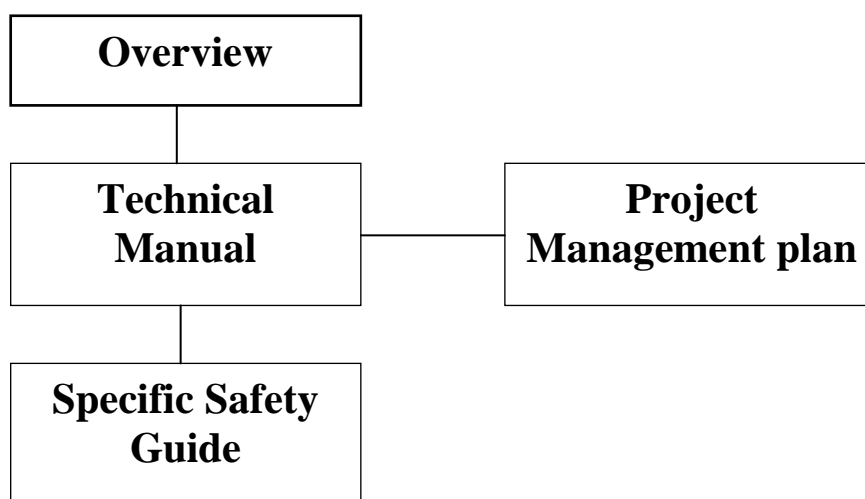 Overview
Technical
Manual
Project
Management plan
Specific Safety
Guide